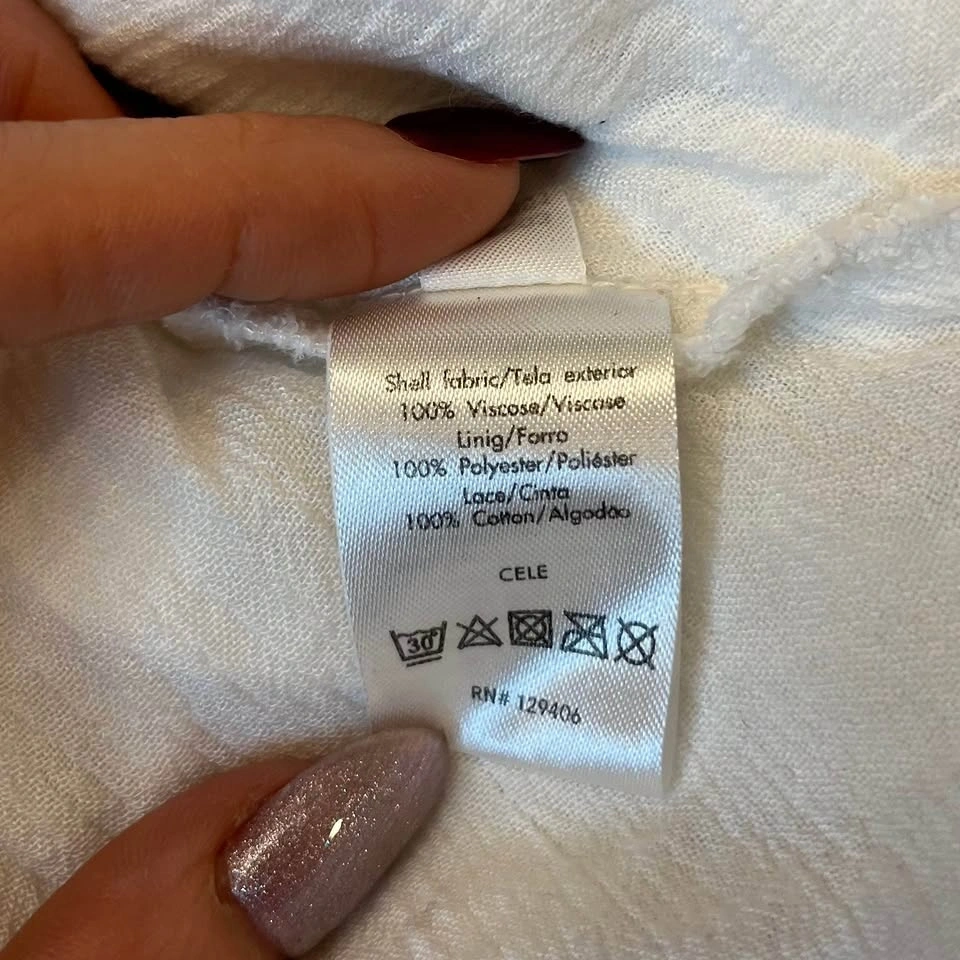 Shell fabric/Tela exterior
100% Viscose/Viscose
Linig/Forro
100% Polyester/Poliéster
Lace/Cinta
100% Cotton/Algodao
CELE
30°
RN# 129406